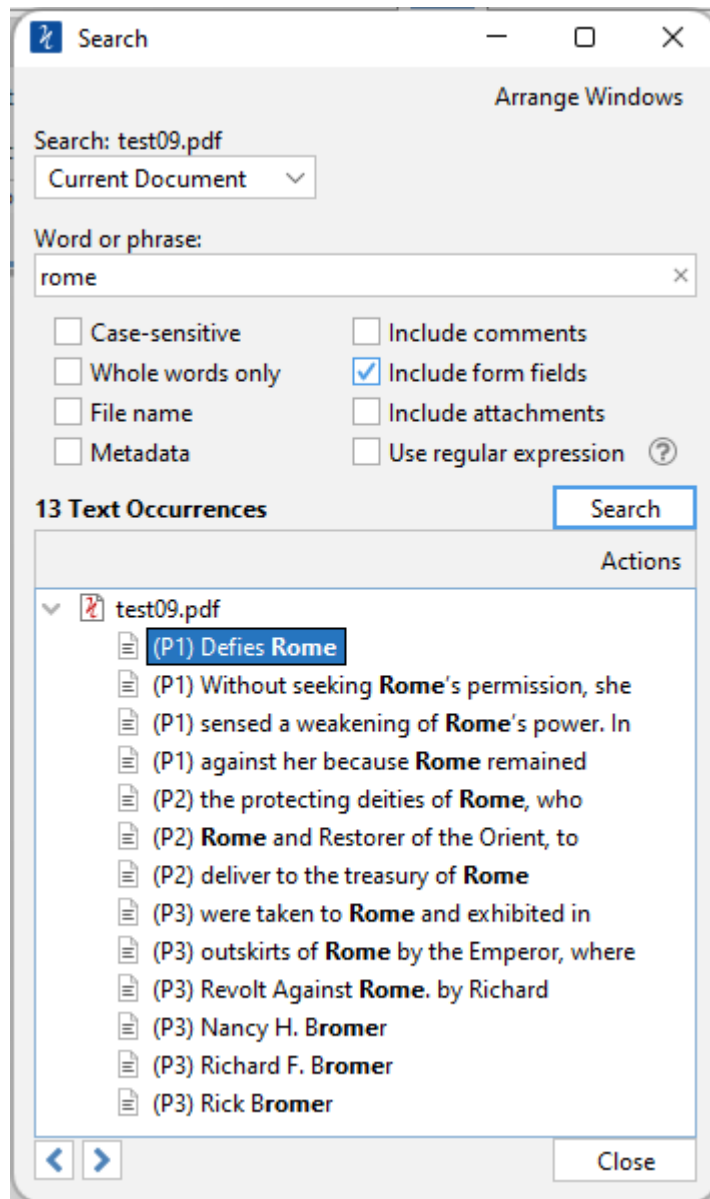 Search
Arrange Windows
Search: test09.pdf
Current Document
Word or phrase:
rome
Case-sensitive
Include comments
Whole words only
Include form fields
File name
Include attachments
Metadata
Use regular expression ?
13 Text Occurrences
Search
Actions
test09.pdf
(P1) Defies Rome
(P1) Without seeking Rome's permission, she
(P1) sensed a weakening of Rome's power. In
(P1) against her because Rome remained
(P2) the protecting deities of Rome, who
(P2) Rome and Restorer of the Orient, to
(P2) deliver to the treasury of Rome
(P3) were taken to Rome and exhibited in
(P3) outskirts of Rome by the Emperor, where
(P3) Revolt Against Rome. by Richard
(P3) Nancy H. Bromer
(P3) Richard F. Bromer
(P3) Rick Bromer
Close